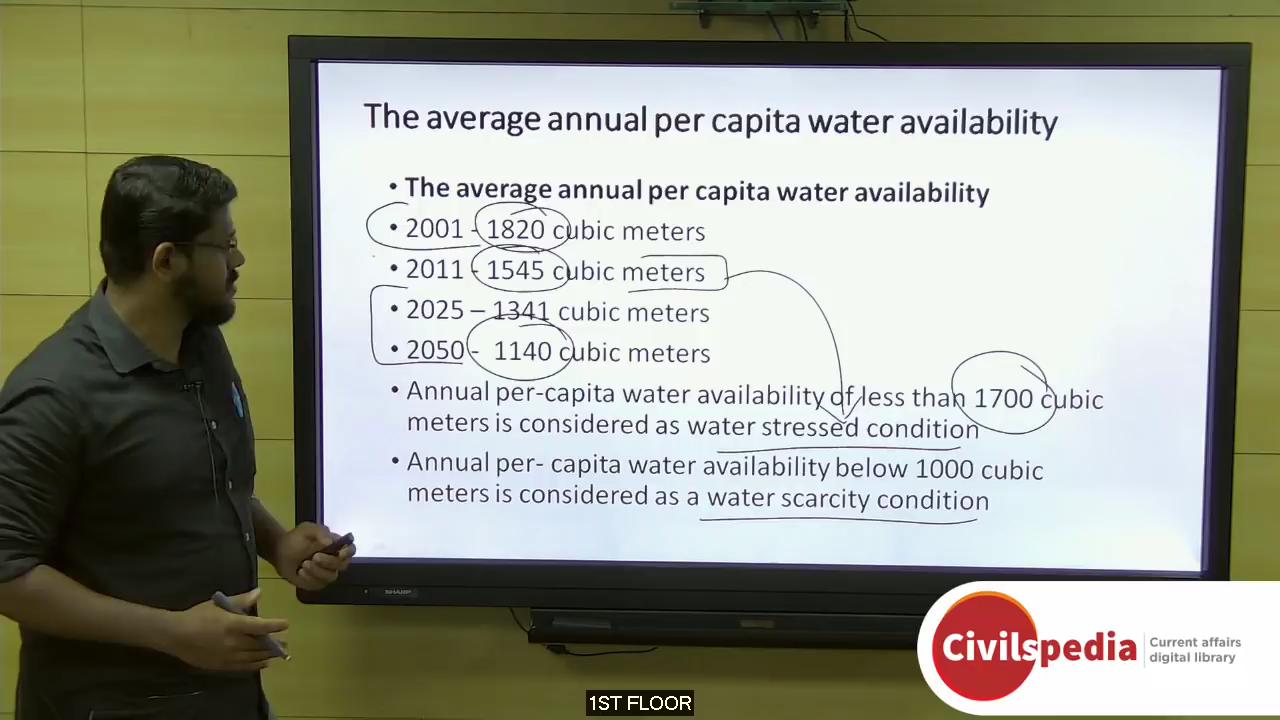 The average annual per capita water availability
• The average annual per capita water availability
• 2001 - 1820 cubic meters
• 2011 - 1545 cubic meters
• 2025 – 1341 cubic meters
• 2050 - 1140 cubic meters
• Annual per-capita water availability of less than 1700 cubic
meters is considered as water stressed condition
• Annual per- capita water availability below 1000 cubic
meters is considered as a water scarcity condition
SHARP
Civilspedia
Current affairs
digital library
1ST FLOOR